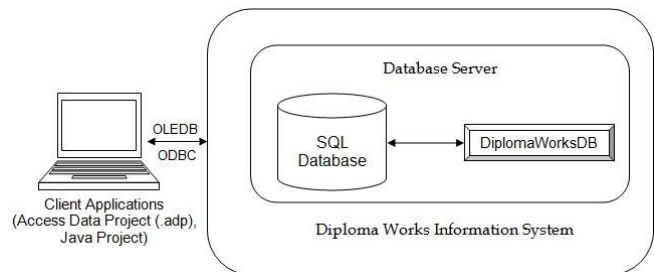 Database Server
OLEDB
ODBC
SQL
Database
DiplomaWorksDB
Client Applications
(Access Data Project (.adp),
Java Project)
Diploma Works Information System